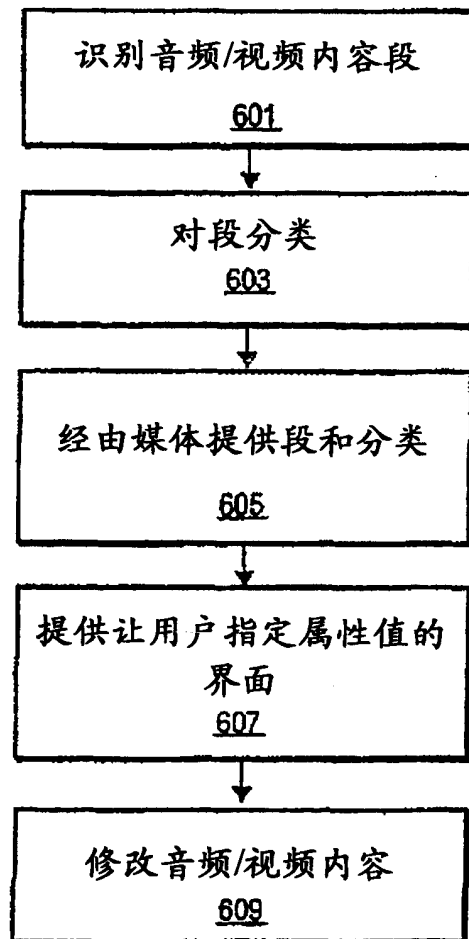 识别音频/视频内容段
601
对段分类
603
经由媒体提供段和分类
605
提供让用户指定属性值的
界面
607
修改音频/视频内容
609